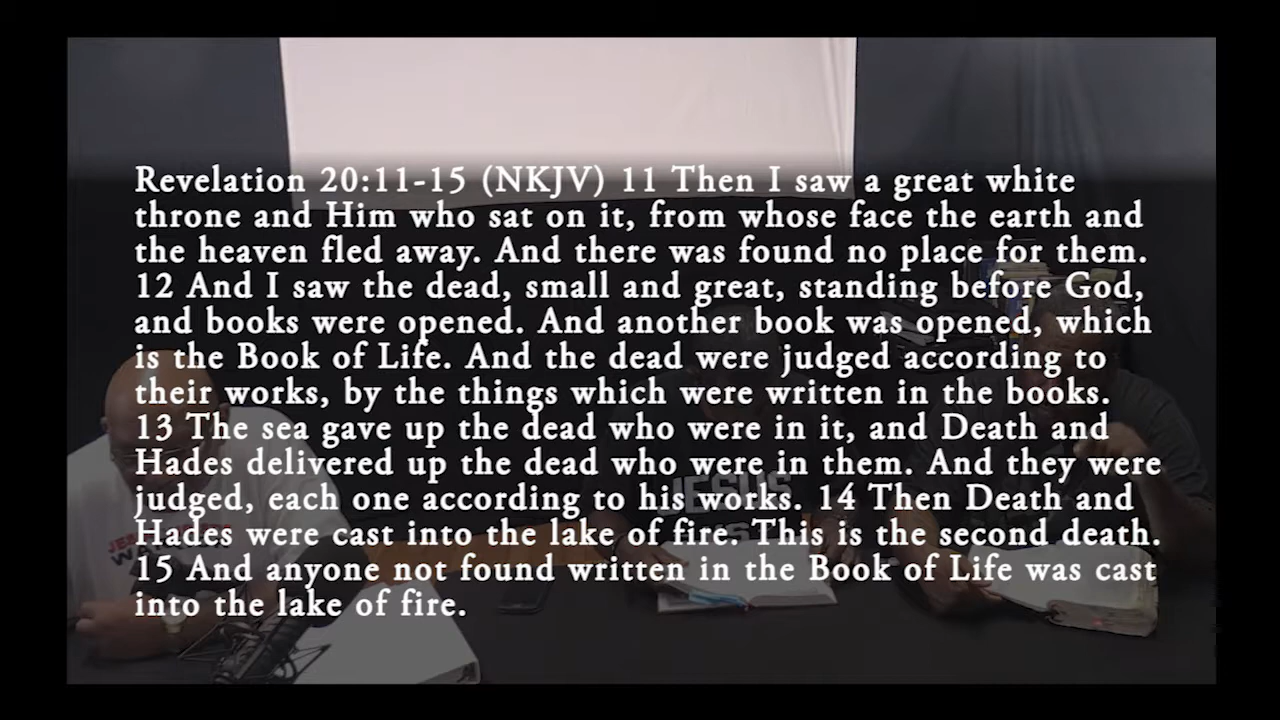 Revelation 20:11-15 (NKJV) 11 Then I saw a great white
throne and Him who sat on it, from whose face the earth and
the heaven fled away. And there was found no place for them.
12 And I saw the dead, small and great, standing before God,
and books were opened. And another book was opened, which
is the Book of Life. And the dead were judged according to
their works, by the things which were written in the books.
13 The sea gave up the dead who were in it, and Death and
Hades delivered up the dead who were in them. And they were
judged, each one according to his works. 14 Then Death and
Hades were cast into the lake of fire. This is the second death.
15 And anyone not found written in the Book of Life was cast
into the lake of fire.
JESUS
IS